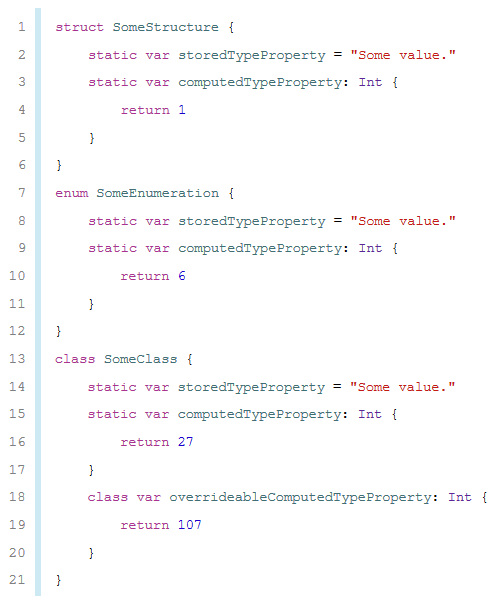 1 struct SomeStructure {
2 static var storedTypeProperty = "Some value."
3 static var computedTypeProperty: Int {
4 return 1
5 }
6 }
7 enum SomeEnumeration {
8 static var storedTypeProperty = "Some value."
9 static var computedTypeProperty: Int {
10 return 6
11 }
12 }
13 class SomeClass {
14 static var storedTypeProperty = "Some value."
15 static var computedTypeProperty: Int {
16 return 27
17 }
18 class var overrideableComputedTypeProperty: Int {
19 return 107
20 }
21 }